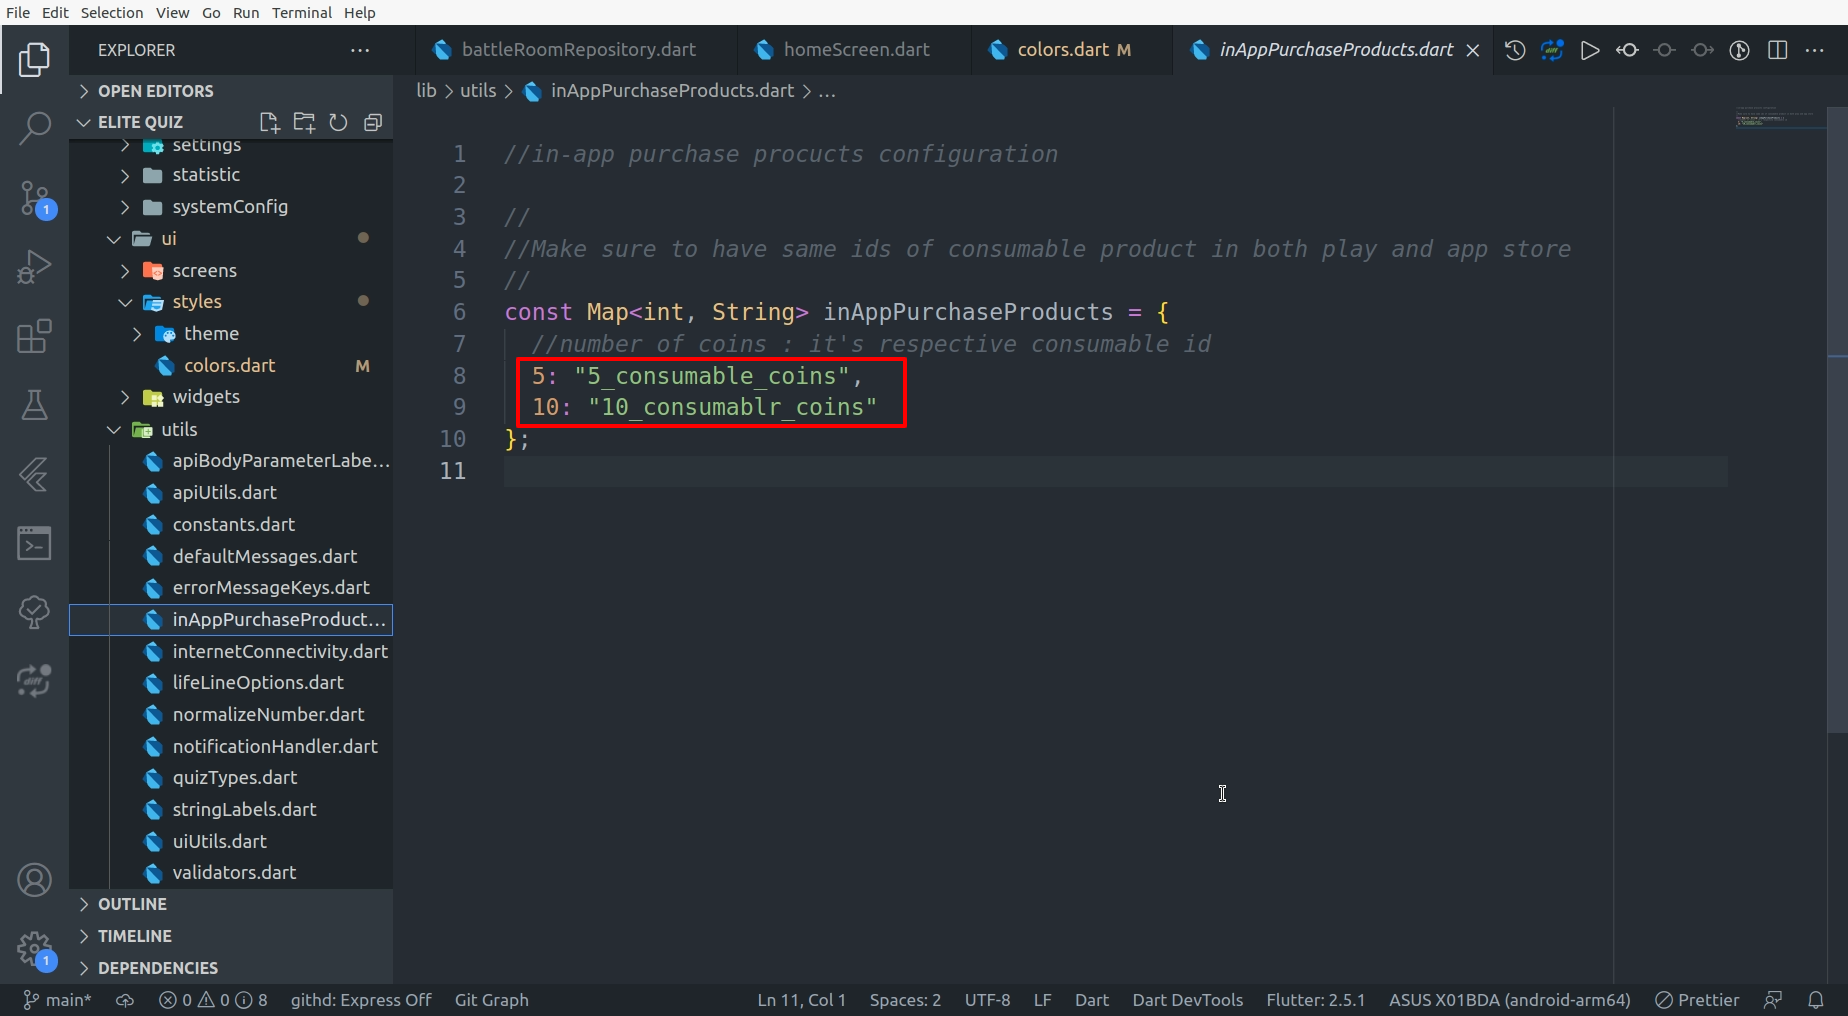 File Edit Selection View Go Run Terminal Help
EXPLORER
battleRoomRepository.dart
homeScreen.dart
colors.dart M
inAppPurchaseProducts.dart
OPEN EDITORS
lib > utils > inAppPurchaseProducts.dart > ...
ELITE QUIZ
settings
statistic
systemConfig
ui
screens
styles
theme
colors.dart M
widgets
utils
apiBodyParameterLabe...
apiUtils.dart
constants.dart
defaultMessages.dart
errorMessageKeys.dart
inAppPurchaseProduct...
internetConnectivity.dart
lifeLineOptions.dart
normalizeNumber.dart
notificationHandler.dart
quizTypes.dart
stringLabels.dart
uiUtils.dart
validators.dart
OUTLINE
TIMELINE
DEPENDENCIES
1
1
diff
diff
1 //in-app purchase procucts configuration
2
3 //
4 //Make sure to have same ids of consumable product in both play and app store
5 //
6 const Map<int, String> inAppPurchaseProducts = {
7 //number of coins : it's respective consumable id
8 5: "5_consumable_coins",
9 10: "10_consumablr_coins"
10 };
11
main* 0 0 8 githd: Express Off Git Graph Ln 11, Col 1 Spaces: 2 UTF-8 LF Dart Dart DevTools Flutter: 2.5.1 ASUS X01BDA (android-arm64) Prettier